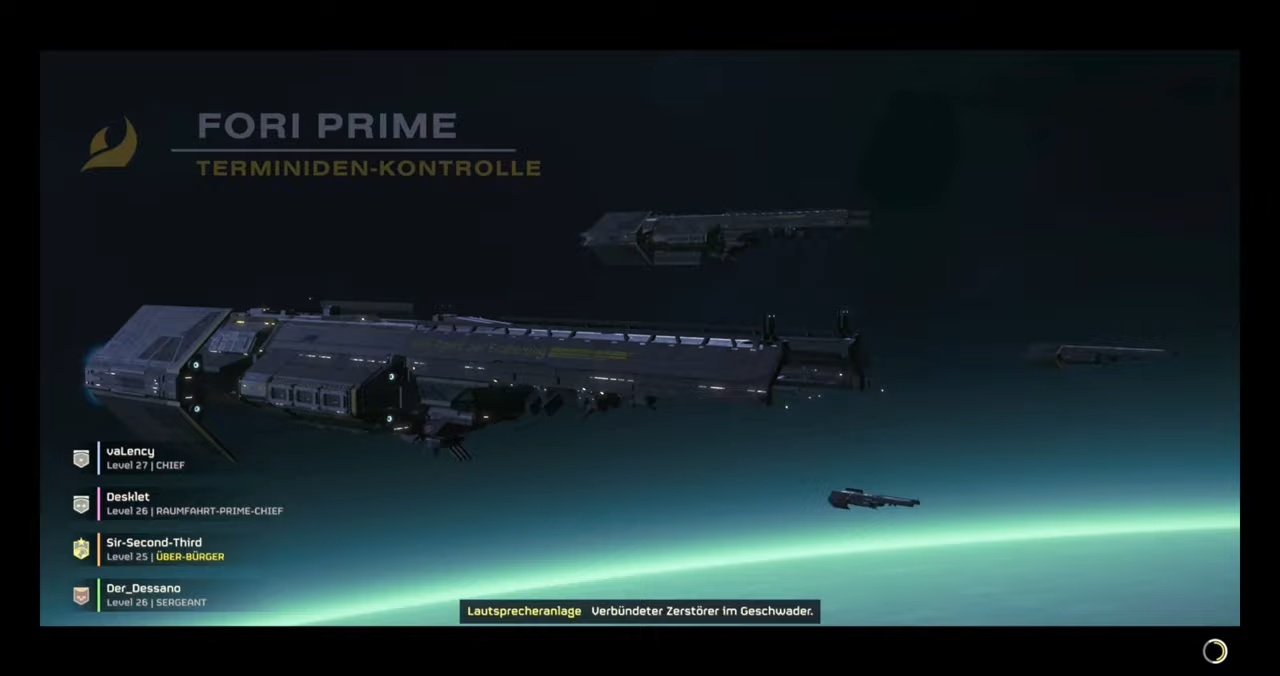 FORI PRIME
TERMINIDEN-KONTROLLE
vaLency
Level 27 | CHIEF
Desklet
Level 26 | RAUMFAHRT-PRIME-CHIEF
Sir-Second-Third
Level 25 | ÜBER-BÜRGER
Der_Dessano
Level 26 | SERGEANT
Lautsprecheranlage Verbündeter Zerstörer im Geschwader.